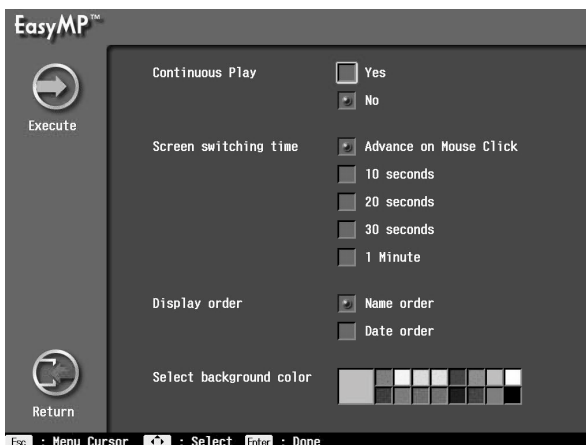 EasyMP™
Continuous Play Yes
No
Execute
Screen switching time Advance on Mouse Click
10 seconds
20 seconds
30 seconds
1 Minute
Display order Name order
Date order
Select background color
Return
Esc : Menu Cursor : Select Enter : Done